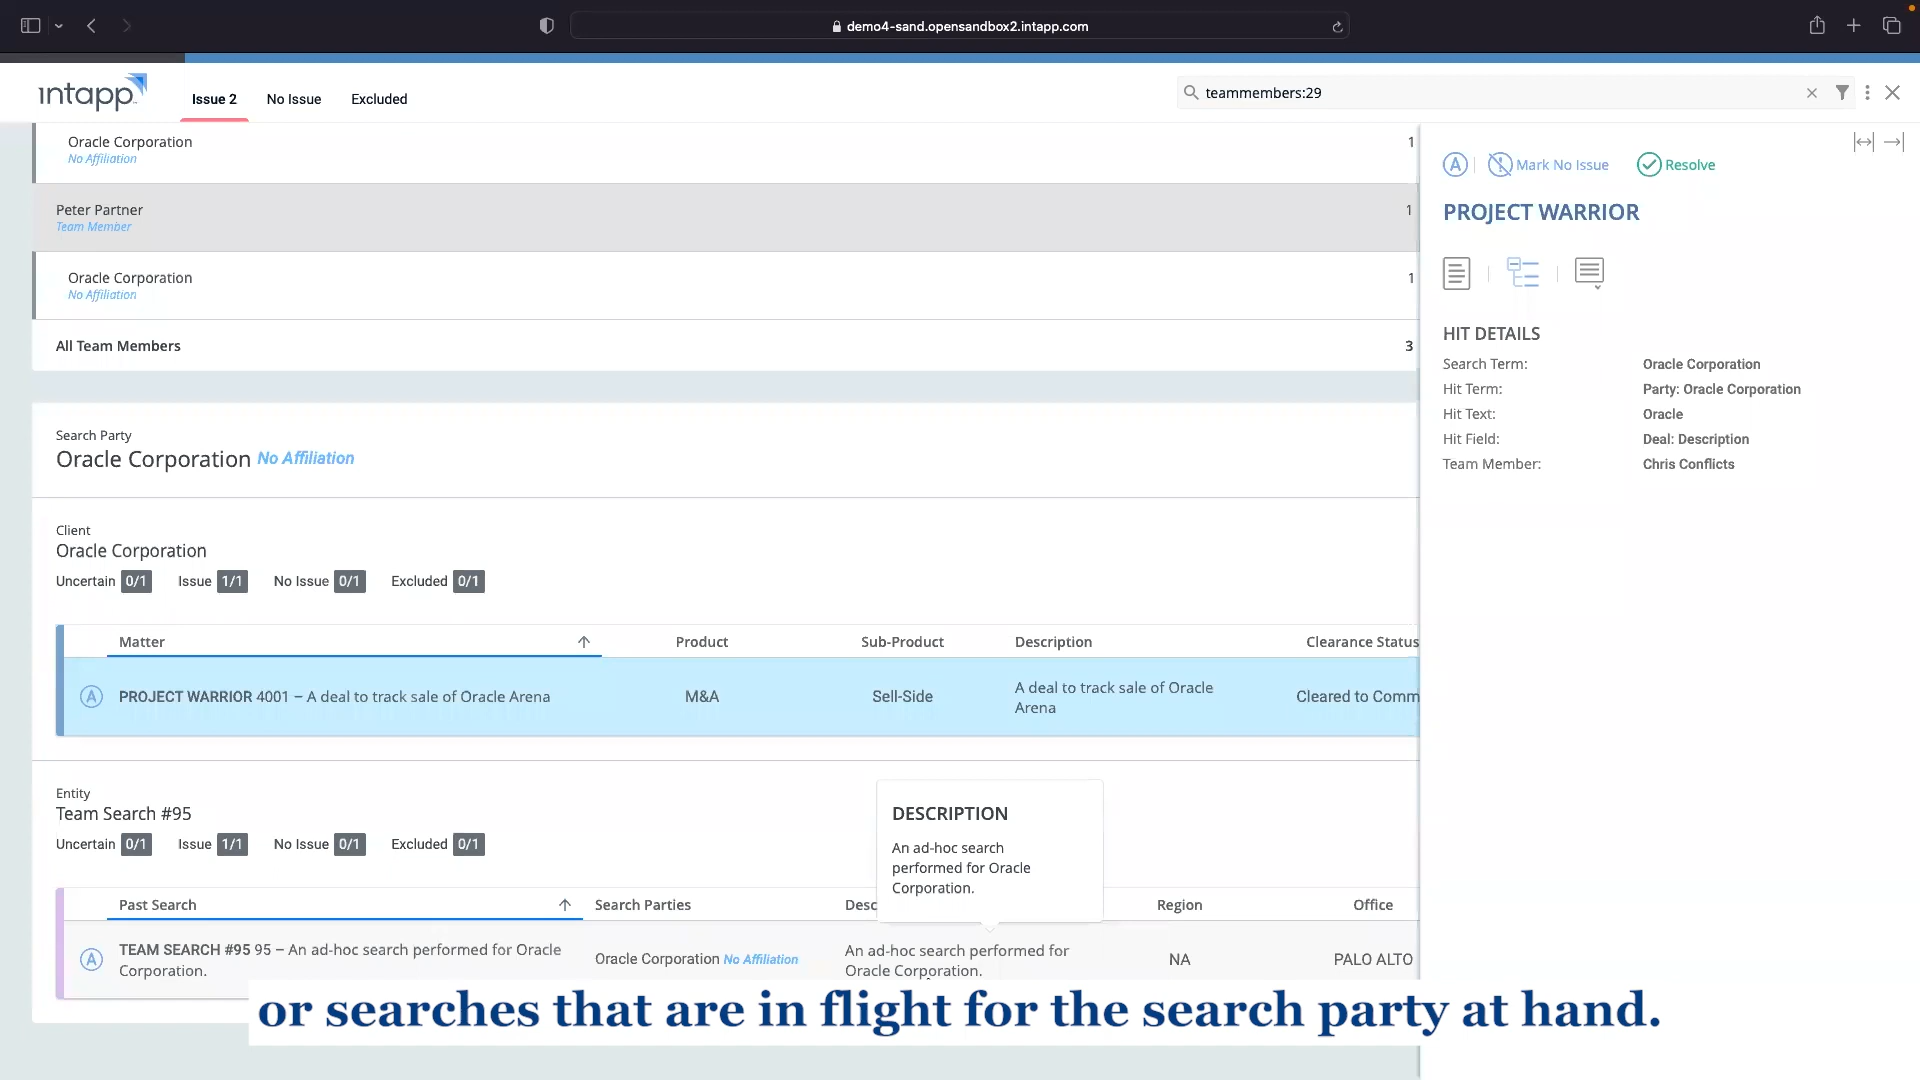 demo4-sand.opensandbox2.intapp.com
intapp
Issue 2
No Issue
Excluded
teammembers:29
Oracle Corporation
No Affiliation
1
Peter Partner
Team Member
1
Oracle Corporation
No Affiliation
1
All Team Members
3
Search Party
Oracle Corporation No Affiliation
Client
Oracle Corporation
Uncertain 0/1 Issue 1/1 No Issue 0/1 Excluded 0/1
Matter Product Sub-Product Description Clearance Status
A PROJECT WARRIOR 4001 – A deal to track sale of Oracle Arena
M&A
Sell-Side
A deal to track sale of Oracle
Arena
Cleared to Comm
Entity
Team Search #95
Uncertain 0/1 Issue 1/1 No Issue 0/1 Excluded 0/1
DESCRIPTION
An ad-hoc search
performed for Oracle
Corporation.
Past Search Search Parties Desc Region Office
A TEAM SEARCH #95 95 – An ad-hoc search performed for Oracle
Corporation.
Oracle Corporation No Affiliation
An ad-hoc search performed for
Oracle Corporation.
NA
PALO ALTO
A Mark No Issue Resolve
PROJECT WARRIOR
HIT DETAILS
Search Term: Oracle Corporation
Hit Term: Party: Oracle Corporation
Hit Text: Oracle
Hit Field: Deal: Description
Team Member: Chris Conflicts
or searches that are in flight for the search party at hand.